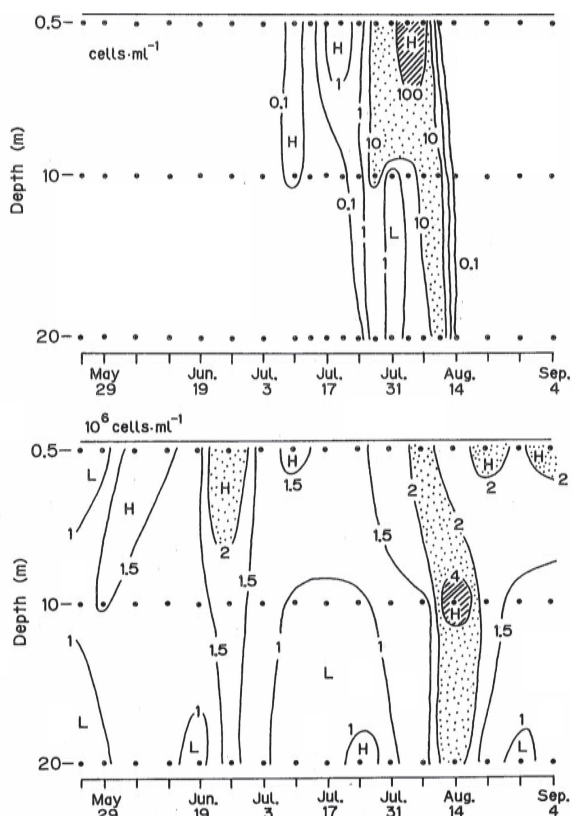 0.5
cells·ml⁻¹
H
H
H
1
100
0.1
H
1
10
10
Depth (m)
10
0.1
1
L
10
1
0.1
20
May 29
Jun. 19
Jul. 3
Jul. 17
Jul. 31
Aug. 14
Sep. 4
10⁶ cells·ml⁻¹
0.5
L
H
H
H
1.5
2
2
H
2
H
2
1
2
1.5
1.5
1.5
4
Depth (m)
10
H
1
1.5
1
1
1.5
L
L
1
L
1
H
1
L
20
May 29
Jun. 19
Jul. 3
Jul. 17
Jul. 31
Aug. 14
Sep. 4